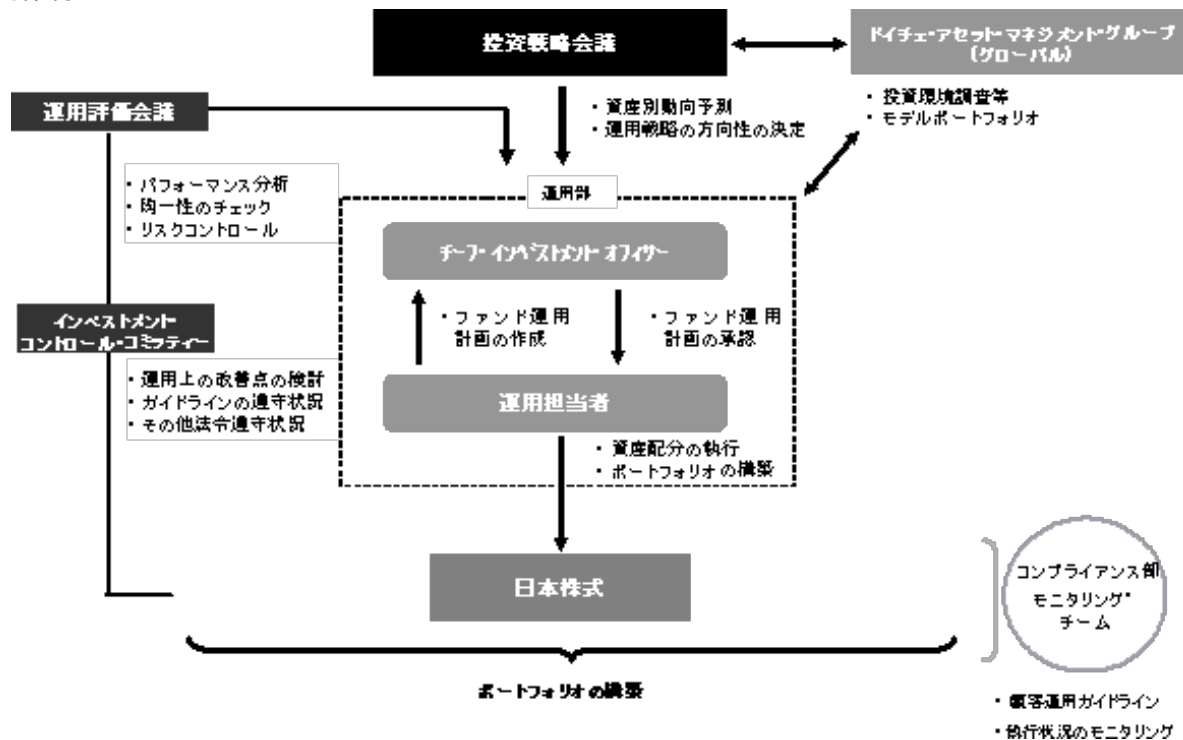 投資戦略会議
ドイチェ・アセット・マネジメント・グループ
(グローバル)
・投資環境調査等
・モデルポートフォリオ
運用評価会議
・資産別動向予測
・運用戦略の方向性の決定
・パフォーマンス分析
・均一性のチェック
・リスクコントロール
運用部
チーフ・インベストメント・オフィサー
・ファンド運用
計画の作成
・ファンド運用
計画の承認
インベストメント
コントロール・コミッティー
・運用上の改善点の検討
・ガイドラインの遵守状況
・その他法令遵守状況
運用担当者
・資産配分の執行
・ポートフォリオの構築
日本株式
コンプライアンス部
モニタリング・
チーム
ポートフォリオの構築
・顧客運用ガイドライン
・執行状況のモニタリング